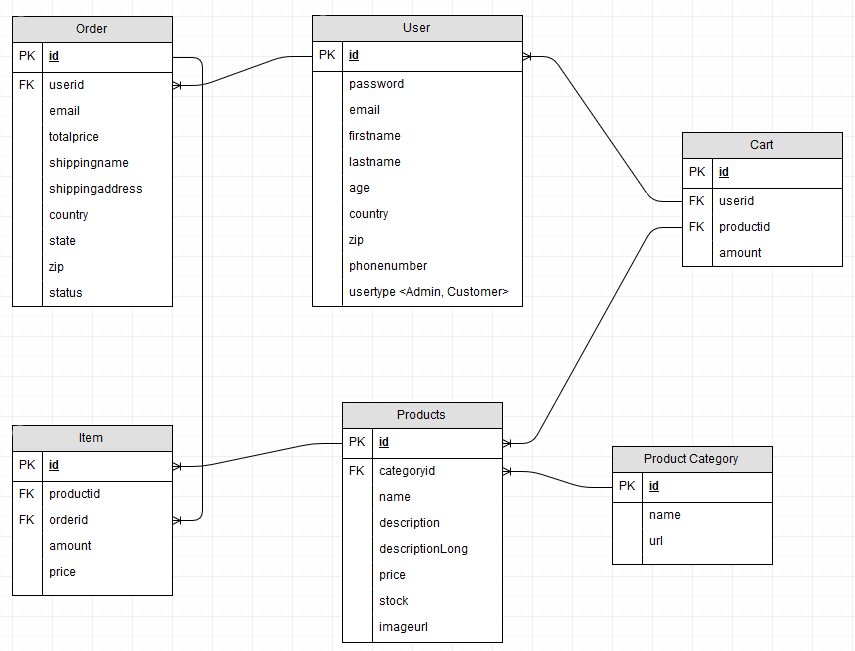 Order
PK id
FK userid
email
totalprice
shippingname
shippingaddress
country
state
zip
status
User
PK id
password
email
firstname
lastname
age
country
zip
phonenumber
usertype <Admin, Customer>
Cart
PK id
FK userid
FK productid
amount
Item
PK id
FK productid
FK orderid
amount
price
Products
PK id
FK categoryid
name
description
descriptionLong
price
stock
imageurl
Product Category
PK id
name
url